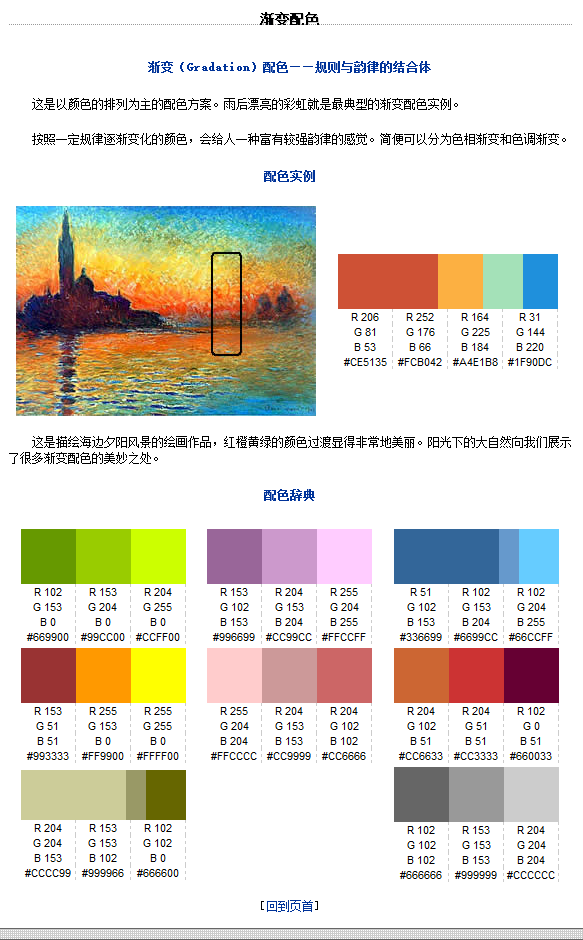 渐变配色
渐变（Gradation）配色－－规则与韵律的结合体
这是以颜色的排列为主的配色方案。雨后漂亮的彩虹就是最典型的渐变配色实例。
按照一定规律逐渐变化的颜色，会给人一种富有较强韵律的感觉。简便可以分为色相渐变和色调渐变。
配色实例
R 206 R 252 R 164 R 31
G 81 G 176 G 225 G 144
B 53 B 66 B 184 B 220
#CE5135 #FCB042 #A4E1B8 #1F90DC
这是描绘海边夕阳风景的绘画作品，红橙黄绿的颜色过渡显得非常地美丽。阳光下的大自然向我们展示
了很多渐变配色的美妙之处。
配色辞典
R 102 R 153 R 204 R 153 R 204 R 255 R 51 R 102 R 102
G 153 G 204 G 255 G 102 G 153 G 204 G 102 G 153 G 204
B 0 B 0 B 0 B 153 B 204 B 255 B 153 B 204 B 255
#669900 #99CC00 #CCFF00 #996699 #CC99CC #FFCCFF #336699 #6699CC #66CCFF
R 153 R 255 R 255 R 255 R 204 R 204 R 204 R 204 R 102
G 51 G 153 G 255 G 204 G 153 G 102 G 102 G 51 G 0
B 51 B 0 B 0 B 204 B 153 B 102 B 51 B 51 B 51
#993333 #FF9900 #FFFF00 #FFCCCC #CC9999 #CC6666 #CC6633 #CC3333 #660033
R 204 R 153 R 102 R 102 R 153 R 204
G 204 G 153 G 102 G 102 G 153 G 204
B 153 B 102 B 0 B 102 B 153 B 204
#CCCC99 #999966 #666600 #666666 #999999 #CCCCCC
[回到页首]